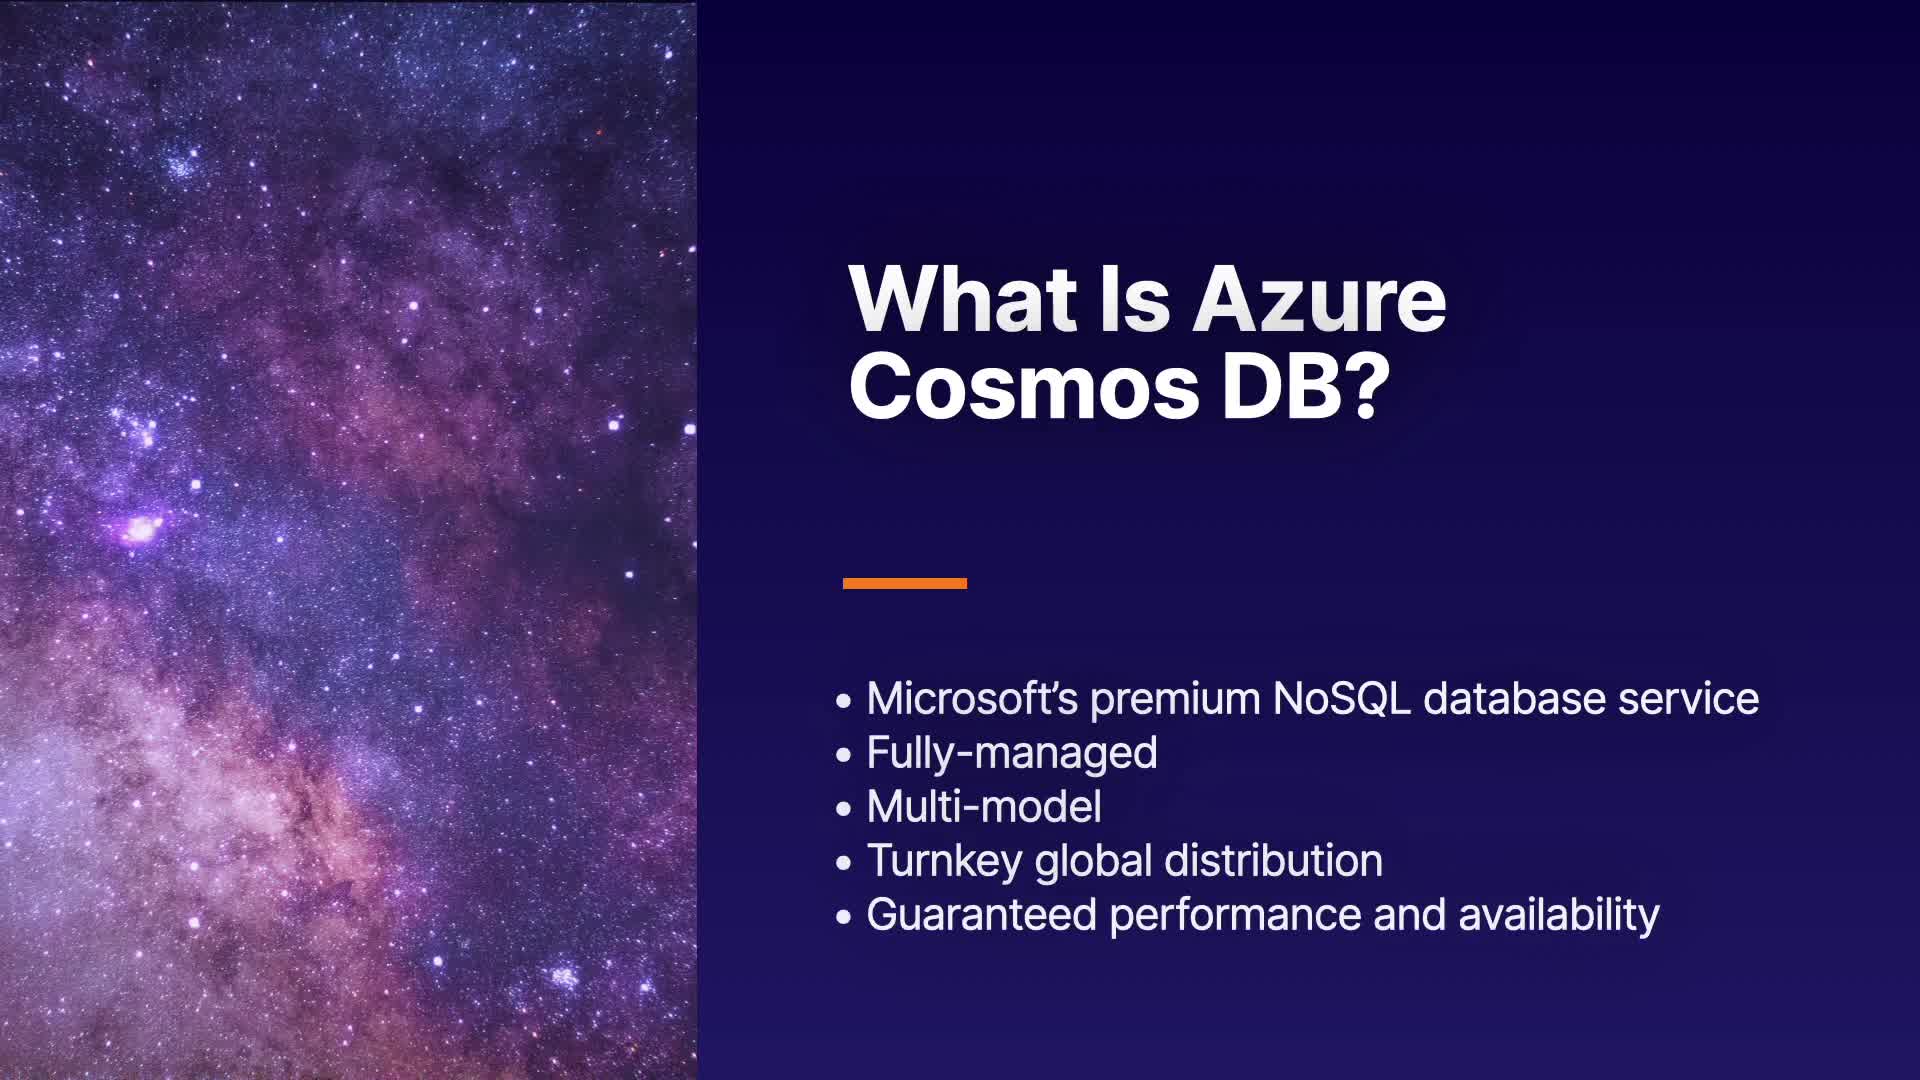 What Is Azure
Cosmos DB?
• Microsoft’s premium NoSQL database service
• Fully-managed
• Multi-model
• Turnkey global distribution
• Guaranteed performance and availability